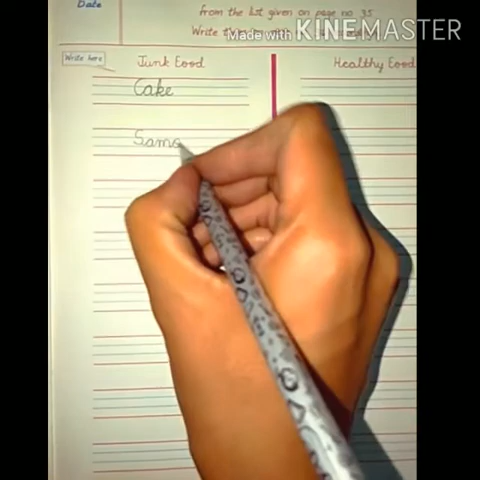 Date
from the list given on page no 35
Write
Made with KINEMASTER
Write here
Junk Food
Healthy Food
Cake
Samo